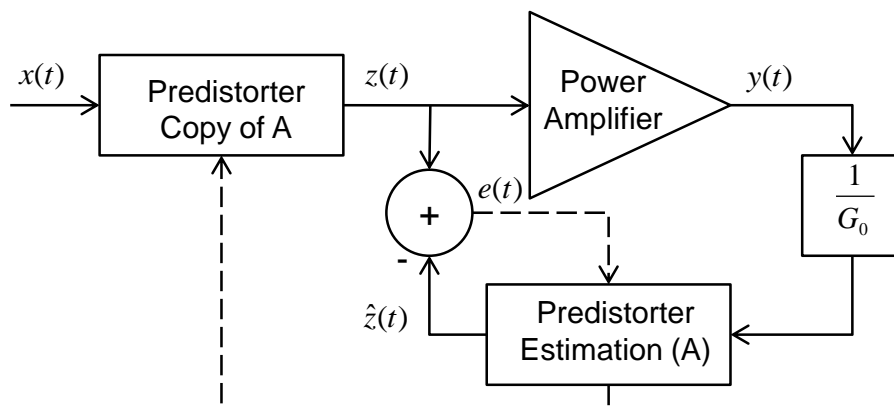 x(t)
Predistorter
Copy of A
z(t)
Power
Amplifier
y(t)
1
G₀
+
-
e(t)
ẑ(t)
Predistorter
Estimation (A)